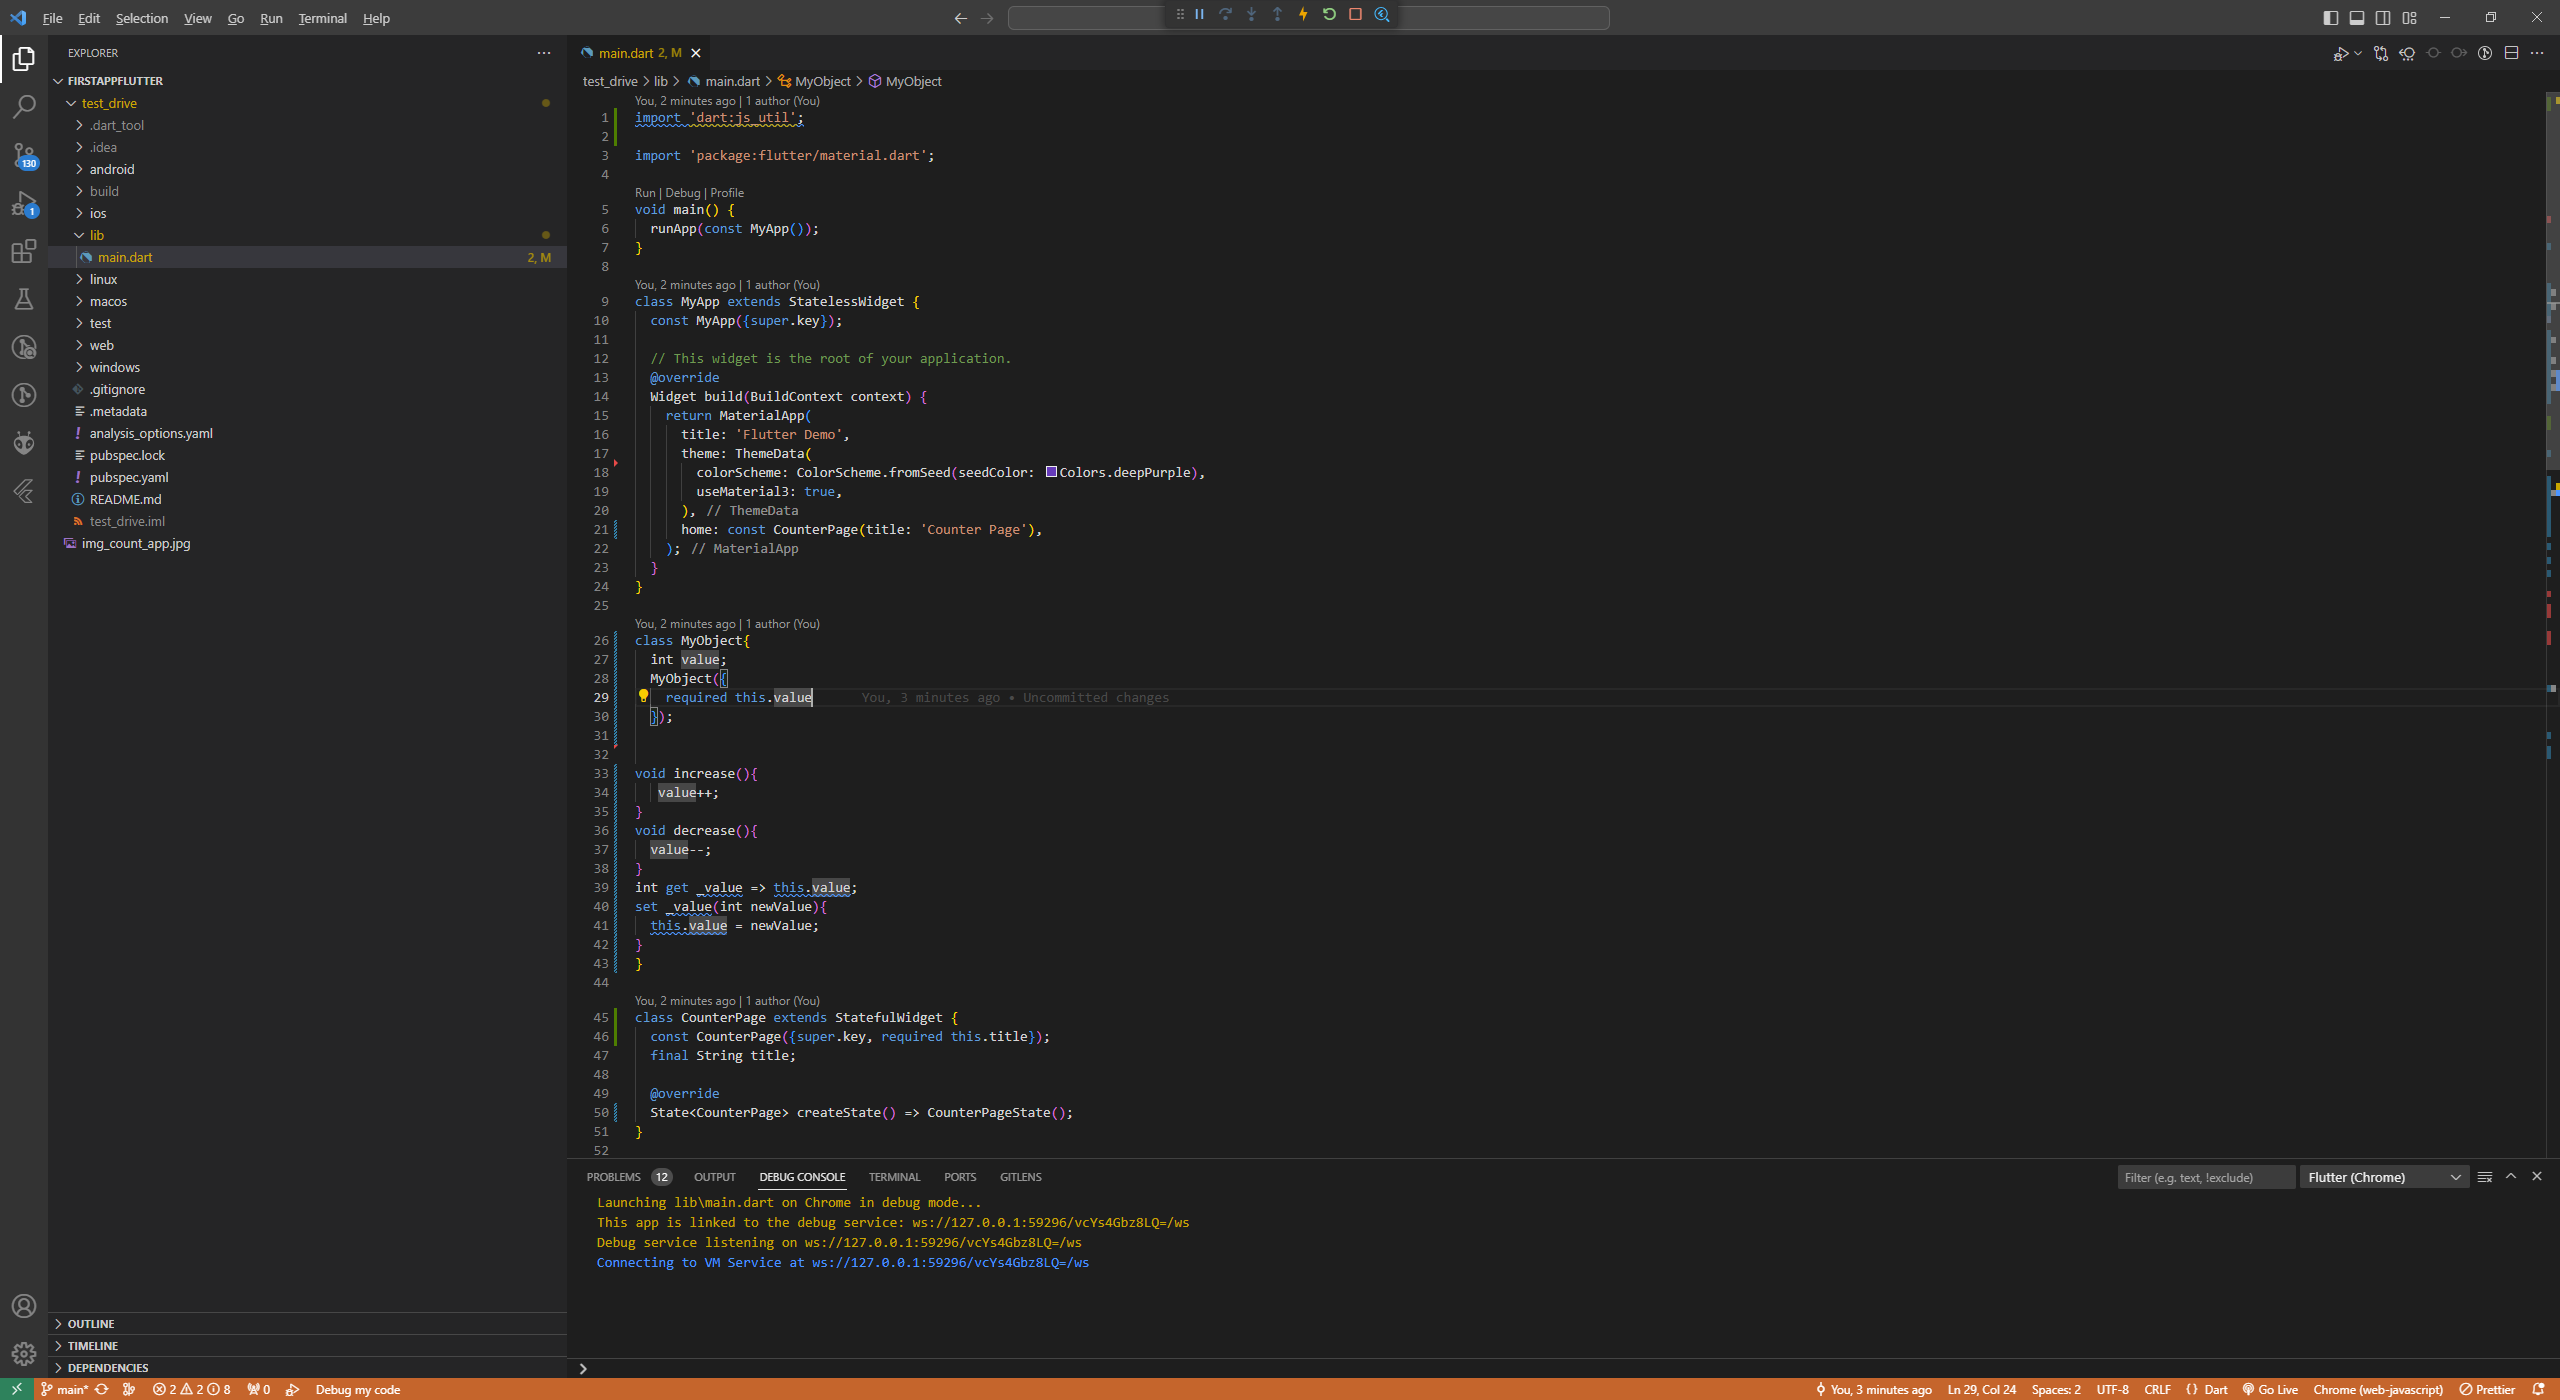 File Edit Selection View Go Run Terminal Help
EXPLORER
FIRSTAPPFLUTTER
test_drive
.dart_tool
.idea
android
build
ios
lib
main.dart 2, M
linux
macos
test
web
windows
.gitignore
.metadata
analysis_options.yaml
pubspec.lock
pubspec.yaml
README.md
test_drive.iml
img_count_app.jpg
130
1
OUTLINE
TIMELINE
DEPENDENCIES
main.dart 2, M
test_drive > lib > main.dart > MyObject > MyObject
You, 2 minutes ago | 1 author (You)
1 import 'dart:js_util';
2
3 import 'package:flutter/material.dart';
4
Run | Debug | Profile
5 void main() {
6 runApp(const MyApp());
7 }
8
You, 2 minutes ago | 1 author (You)
9 class MyApp extends StatelessWidget {
10 const MyApp({super.key});
11
12 // This widget is the root of your application.
13 @override
14 Widget build(BuildContext context) {
15 return MaterialApp(
16 title: 'Flutter Demo',
17 theme: ThemeData(
18 colorScheme: ColorScheme.fromSeed(seedColor: Colors.deepPurple),
19 useMaterial3: true,
20 ), // ThemeData
21 home: const CounterPage(title: 'Counter Page'),
22 ); // MaterialApp
23 }
24 }
25
You, 2 minutes ago | 1 author (You)
26 class MyObject{
27 int value;
28 MyObject({
29 required this.value You, 3 minutes ago • Uncommitted changes
30 });
31
32
33 void increase(){
34 value++;
35 }
36 void decrease(){
37 value--;
38 }
39 int get _value => this.value;
40 set _value(int newValue){
41 this.value = newValue;
42 }
43 }
44
You, 2 minutes ago | 1 author (You)
45 class CounterPage extends StatefulWidget {
46 const CounterPage({super.key, required this.title});
47 final String title;
48
49 @override
50 State<CounterPage> createState() => CounterPageState();
51 }
52
PROBLEMS 12 OUTPUT DEBUG CONSOLE TERMINAL PORTS GITLENS Filter (e.g. text, !exclude) Flutter (Chrome)
Launching lib\main.dart on Chrome in debug mode...
This app is linked to the debug service: ws://127.0.0.1:59296/vcYs4Gbz8LQ=/ws
Debug service listening on ws://127.0.0.1:59296/vcYs4Gbz8LQ=/ws
Connecting to VM Service at ws://127.0.0.1:59296/vcYs4Gbz8LQ=/ws
main* 2 2 8 0 Debug my code You, 3 minutes ago Ln 29, Col 24 Spaces: 2 UTF-8 CRLF {} Dart Go Live Chrome (web-javascript) Prettier